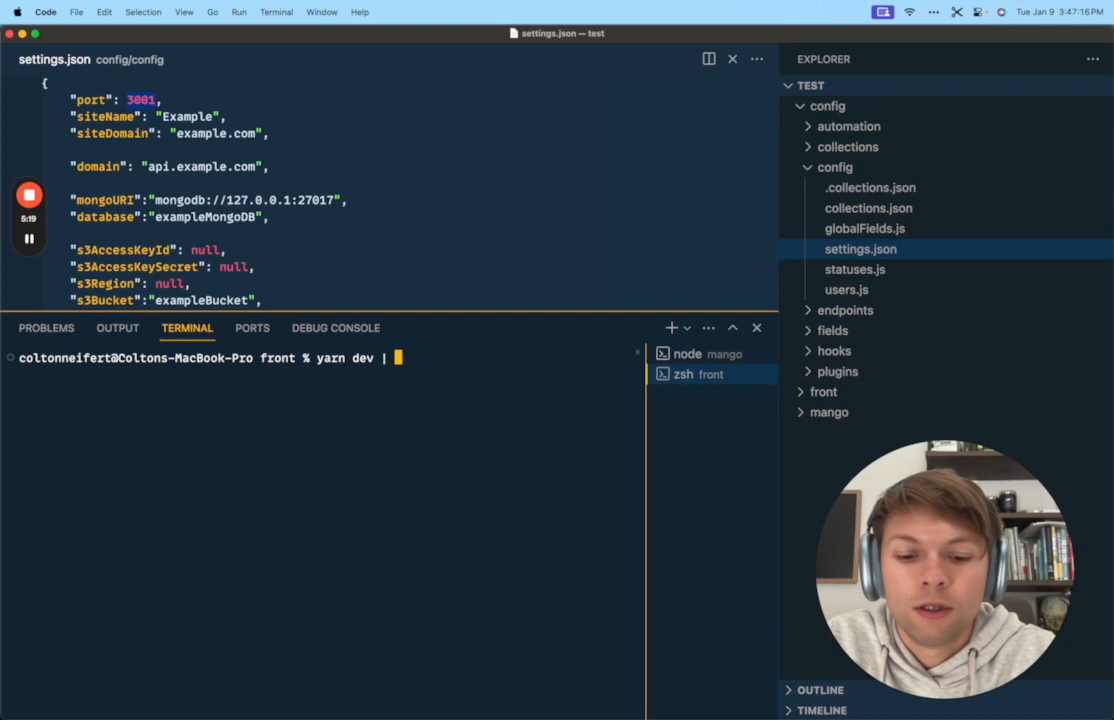 Code File Edit Selection View Go Run Terminal Window Help Tue Jan 9 3:47:16 PM
settings.json — test
settings.json config/config
{
"port": 3001,
"siteName": "Example",
"siteDomain": "example.com",
"domain": "api.example.com",
"mongoURI":"mongodb://127.0.0.1:27017",
"database":"exampleMongoDB",
"s3AccessKeyId": null,
"s3AccessKeySecret": null,
"s3Region": null,
"s3Bucket":"exampleBucket",
5:19
PROBLEMS OUTPUT TERMINAL PORTS DEBUG CONSOLE
coltonneifert@Coltons-MacBook-Pro front % yarn dev |
node mango
zsh front
EXPLORER
TEST
config
automation
collections
config
.collections.json
collections.json
globalFields.js
settings.json
statuses.js
users.js
endpoints
fields
hooks
plugins
front
mango
OUTLINE
TIMELINE